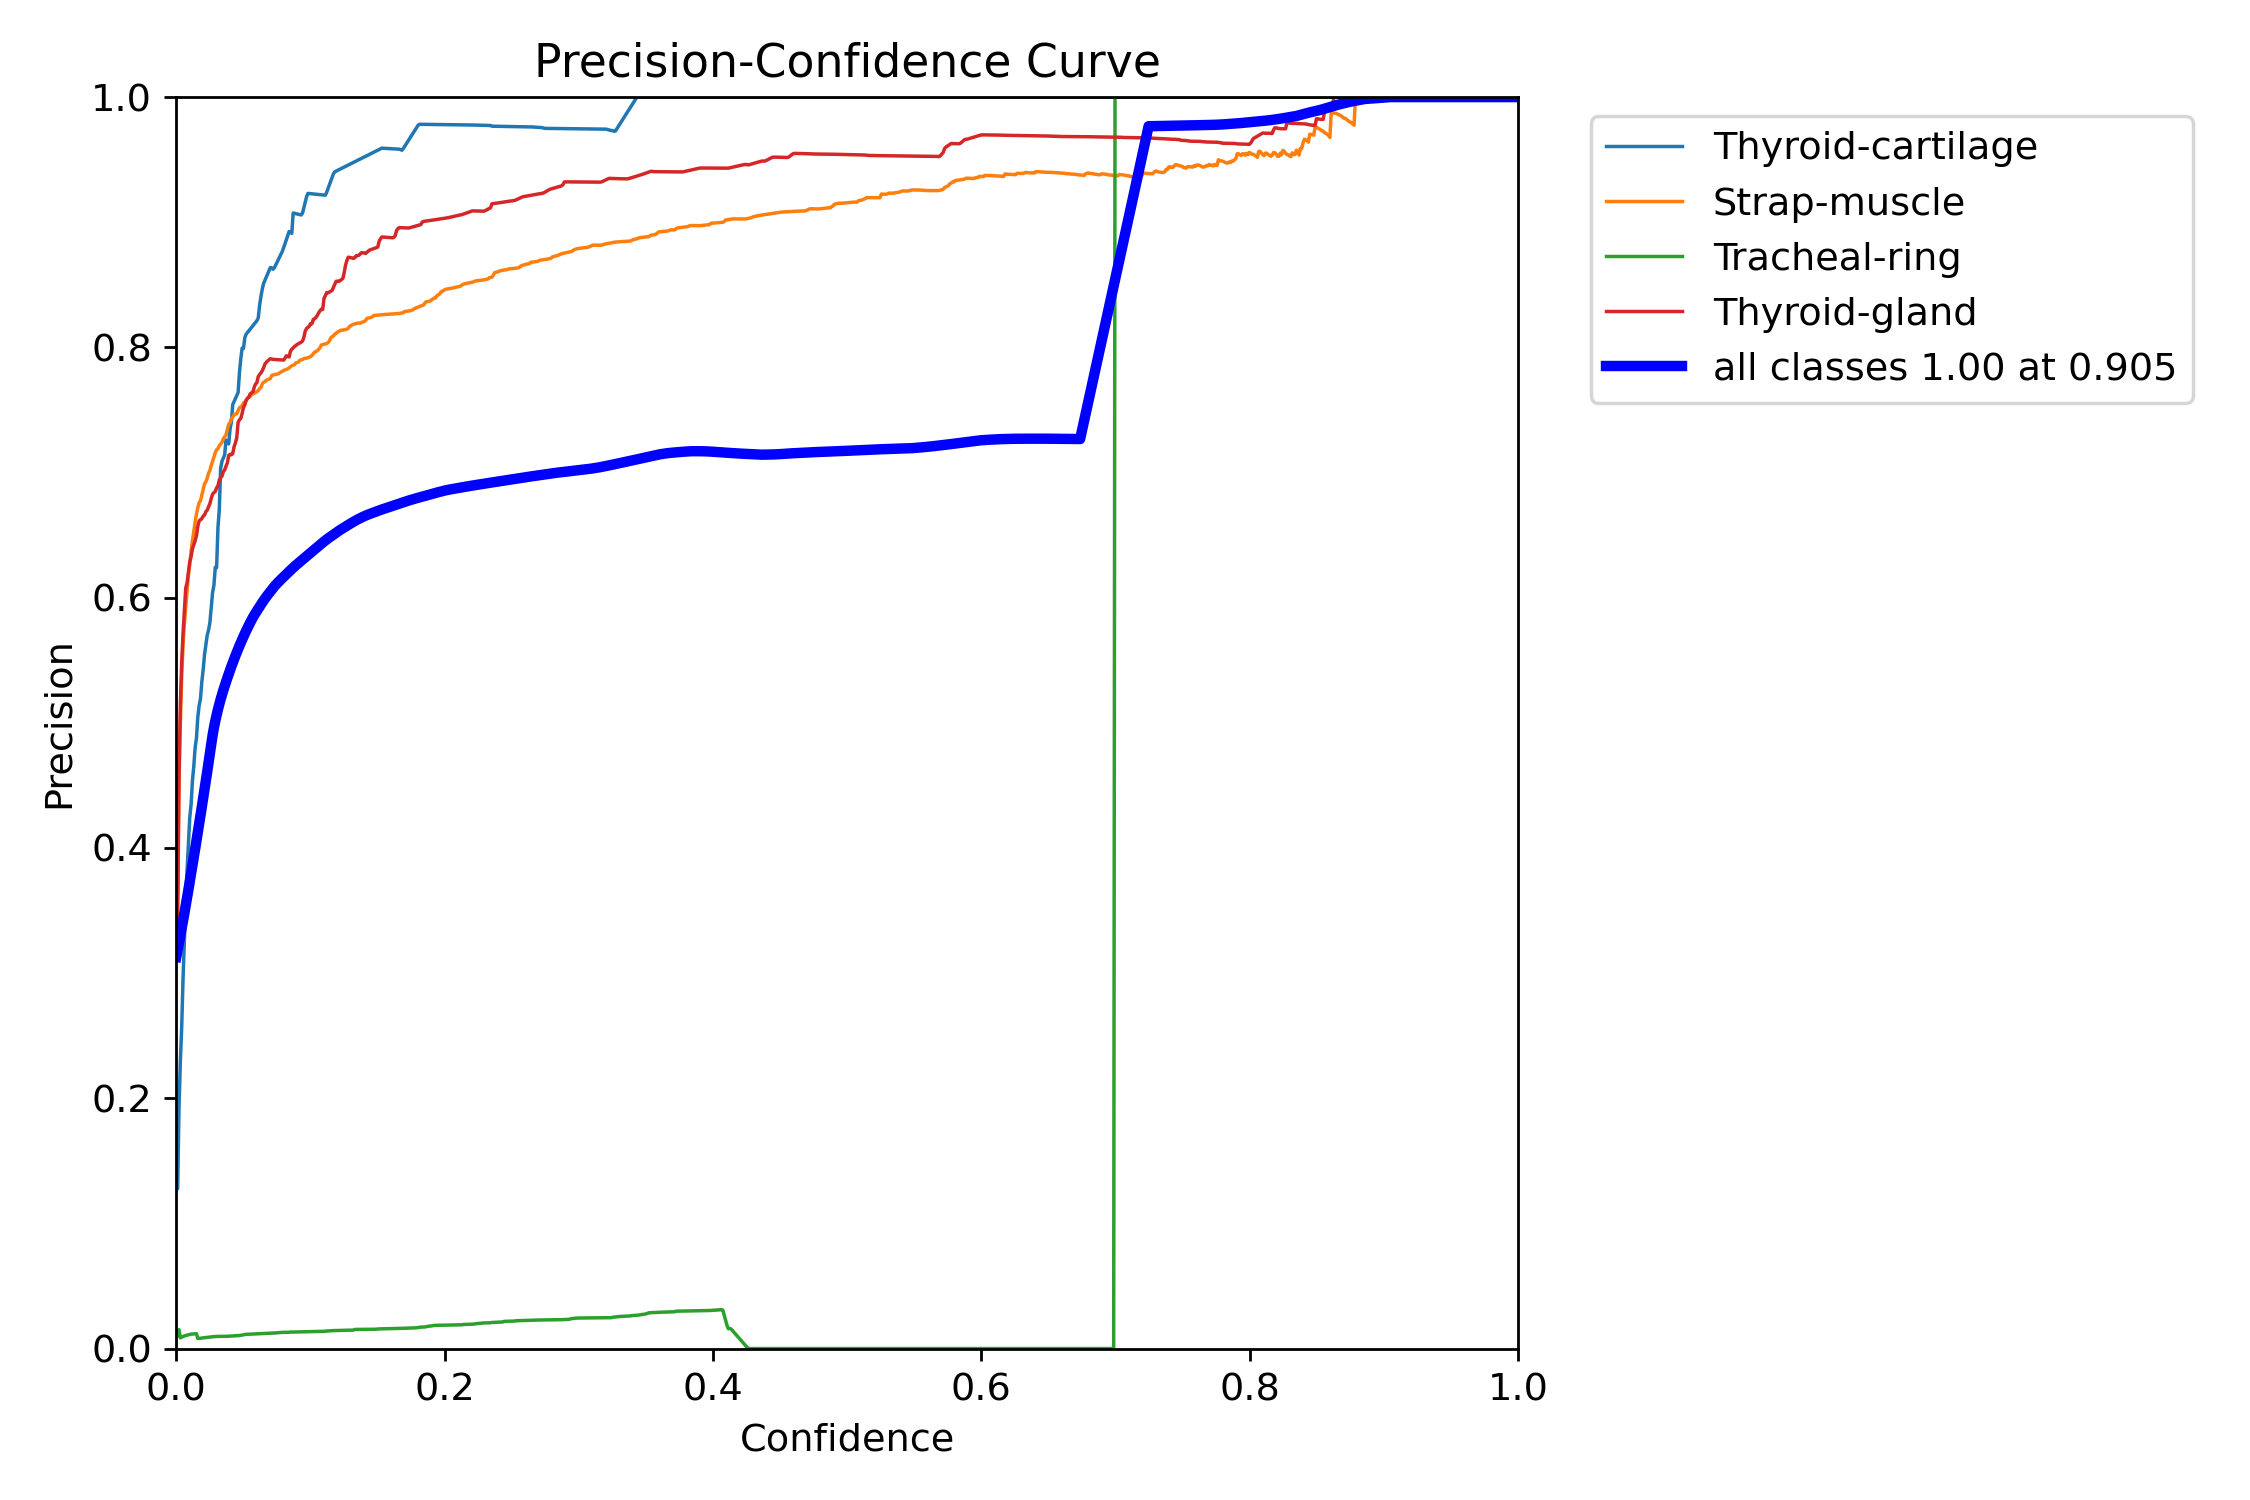 Precision-Confidence Curve
1.0
0.8
0.6
0.4
0.2
0.0
Precision
0.0 0.2 0.4 0.6 0.8 1.0
Confidence
Thyroid-cartilage
Strap-muscle
Tracheal-ring
Thyroid-gland
all classes 1.00 at 0.905